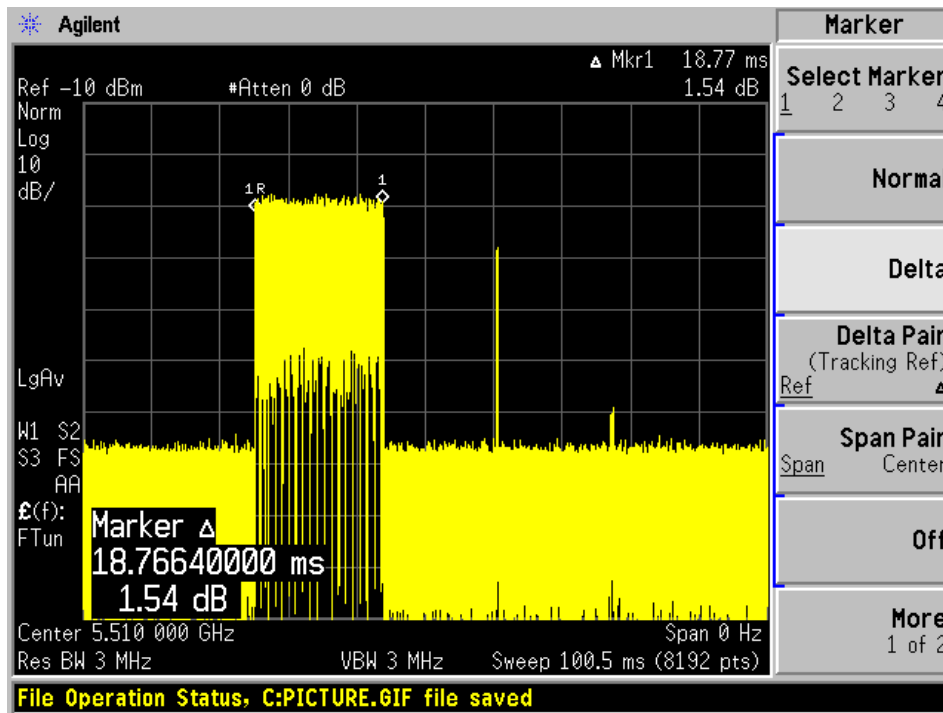 Agilent
Marker
Δ Mkr1 18.77 ms
Ref -10 dBm #Atten 0 dB 1.54 dB
Norm
Log
10
dB/
1R
1
LgAv
W1 S2
S3 FS
AA
£(f):
FTun
Marker Δ
18.76640000 ms
1.54 dB
Center 5.510 000 GHz Span 0 Hz
Res BW 3 MHz VBW 3 MHz Sweep 100.5 ms (8192 pts)
File Operation Status, C:PICTURE.GIF file saved
Select Marker
1 2 3 4
Norma
Delta
Delta Pair
(Tracking Ref)
Ref Δ
Span Pair
Span Center
Off
More
1 of 2